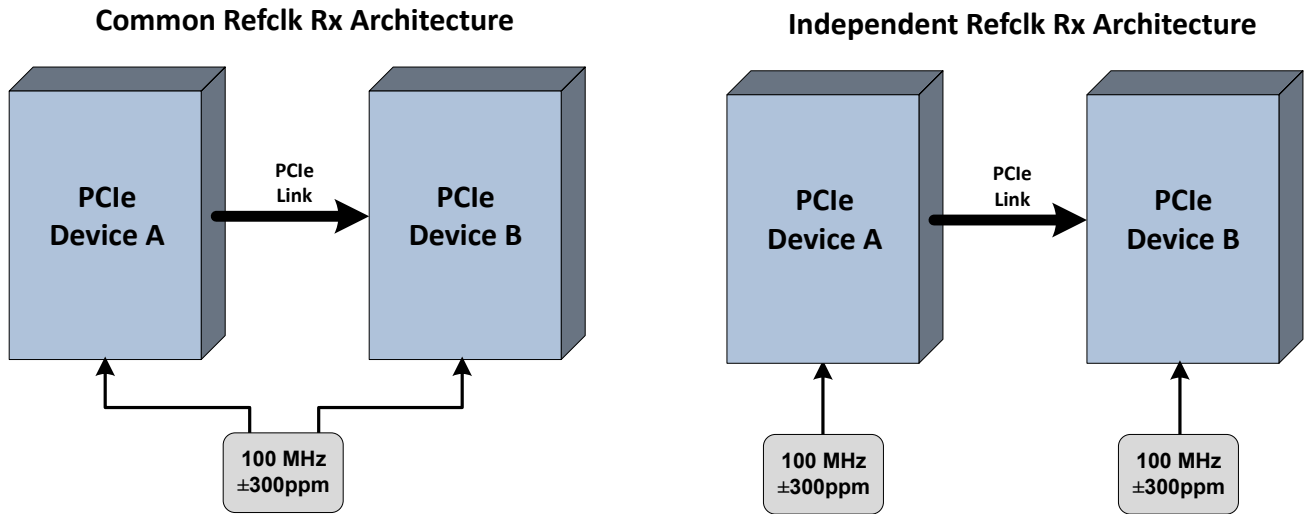 Common Refclk Rx Architecture
PCIe
Device A
PCIe
Link
PCIe
Device B
100 MHz
±300ppm
Independent Refclk Rx Architecture
PCIe
Device A
PCIe
Link
PCIe
Device B
100 MHz
±300ppm
100 MHz
±300ppm